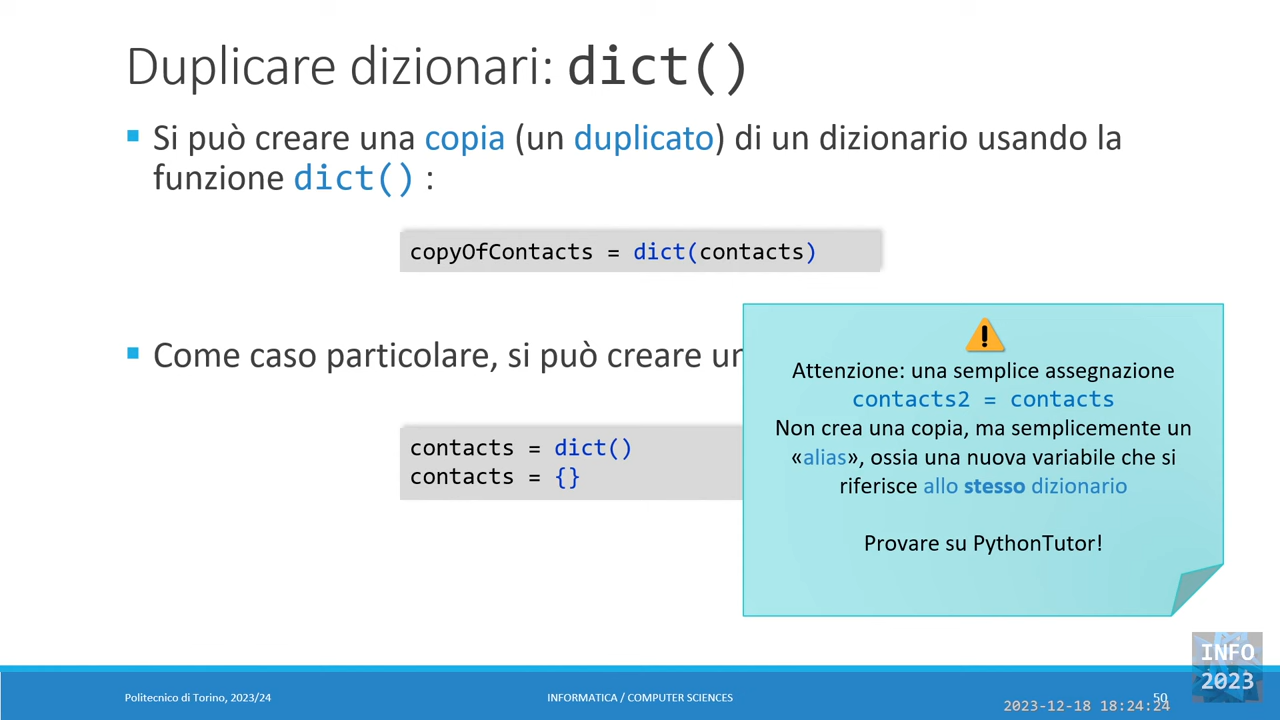 Duplicare dizionari: dict()
▪ Si può creare una copia (un duplicato) di un dizionario usando la
funzione dict() :
copyOfContacts = dict(contacts)
▪ Come caso particolare, si può creare un
contacts = dict()
contacts = {}
Attenzione: una semplice assegnazione
contacts2 = contacts
Non crea una copia, ma semplicemente un
«alias», ossia una nuova variabile che si
riferisce allo stesso dizionario
Provare su PythonTutor!
INFO
2023
Politecnico di Torino, 2023/24
INFORMATICA / COMPUTER SCIENCES
50
2023-12-18 18:24:24